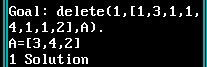 Goal: delete(1,[1,3,1,1,
4,1,1,2],A).
A=[3,4,2]
1 Solution